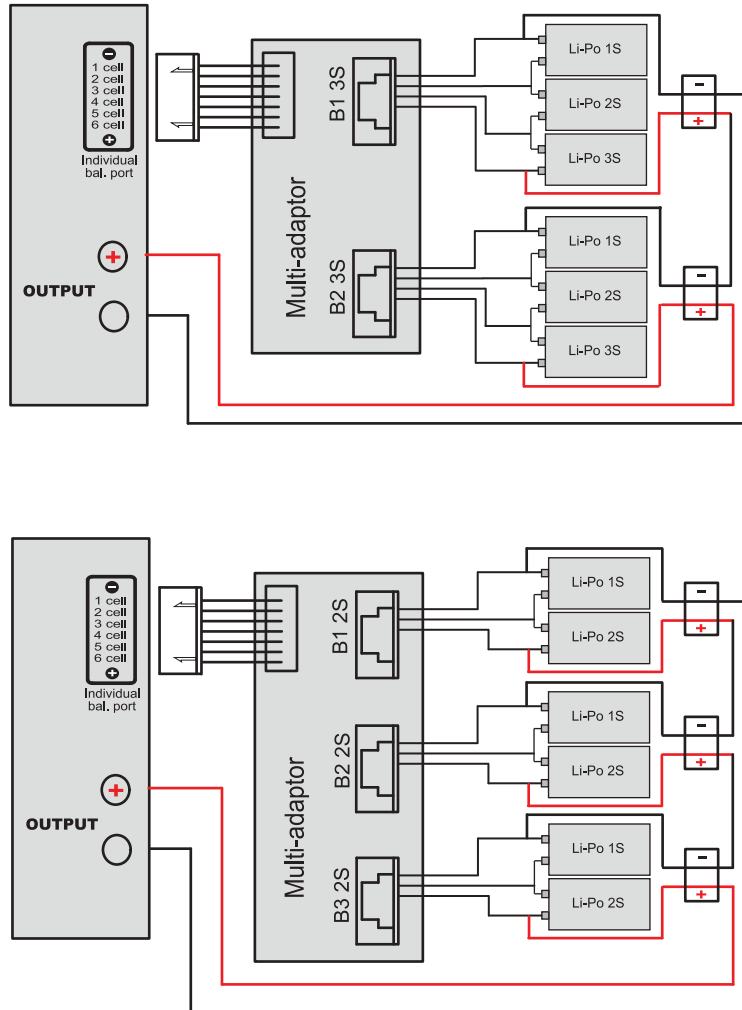 1 cell
2 cell
3 cell
4 cell
5 cell
6 cell
Individual
bal. port
OUTPUT
+
Multi-adaptor
B1 3S
B2 3S
Li-Po 1S
Li-Po 2S
Li-Po 3S
-
+
Li-Po 1S
Li-Po 2S
Li-Po 3S
-
+
1 cell
2 cell
3 cell
4 cell
5 cell
6 cell
Individual
bal. port
OUTPUT
+
Multi-adaptor
B1 2S
B2 2S
B3 2S
Li-Po 1S
Li-Po 2S
-
+
Li-Po 1S
Li-Po 2S
-
+
Li-Po 1S
Li-Po 2S
-
+